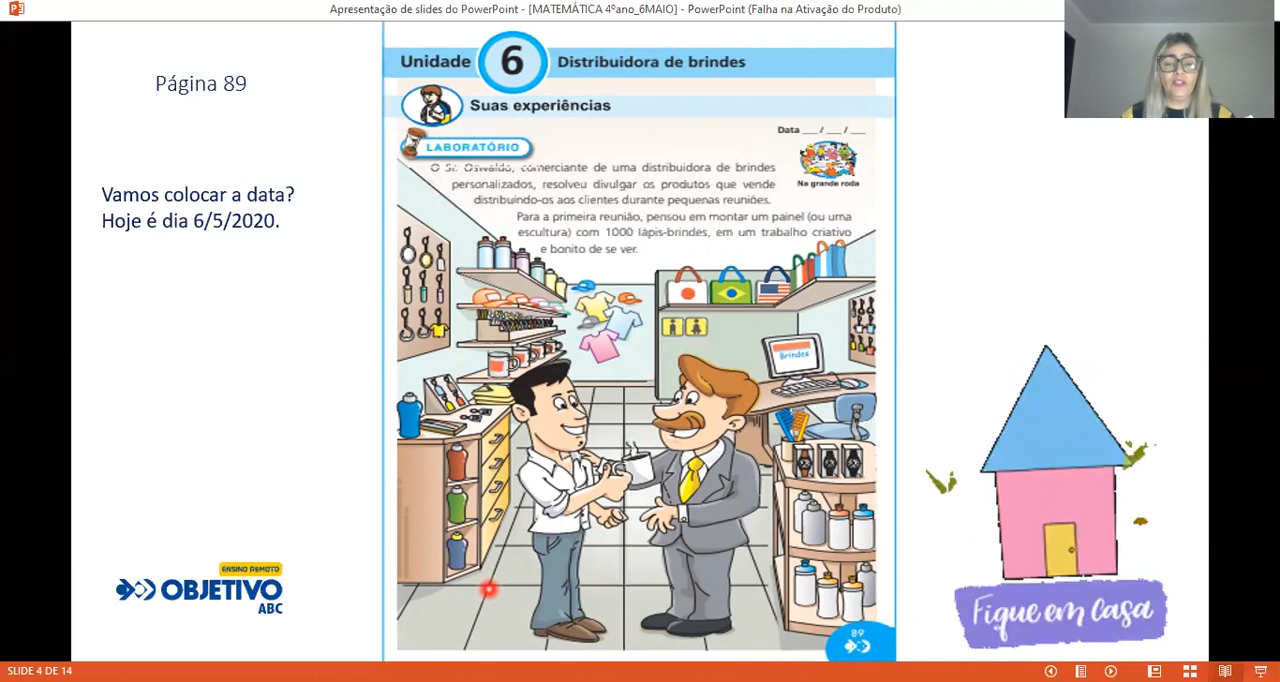 Apresentação de slides do PowerPoint - [MATEMÁTICA 4ºano_6MAIO] - PowerPoint (Falha na Ativação do Produto)
Página 89
Vamos colocar a data?
Hoje é dia 6/5/2020.
ENSINO REMOTO
OBJETIVO
ABC
Unidade 6 Distribuidora de brindes
Suas experiências
Data ___/___/___
LABORATÓRIO
Na grande roda
O Sr. Oswaldo, comerciante de uma distribuidora de brindes
personalizados, resolveu divulgar os produtos que vende
distribuindo-os aos clientes durante pequenas reuniões.
Para a primeira reunião, pensou em montar um painel (ou uma
escultura) com 1000 lápis-brindes, em um trabalho criativo
e bonito de se ver.
Brindes
89
Fique em casa
SLIDE 4 DE 14